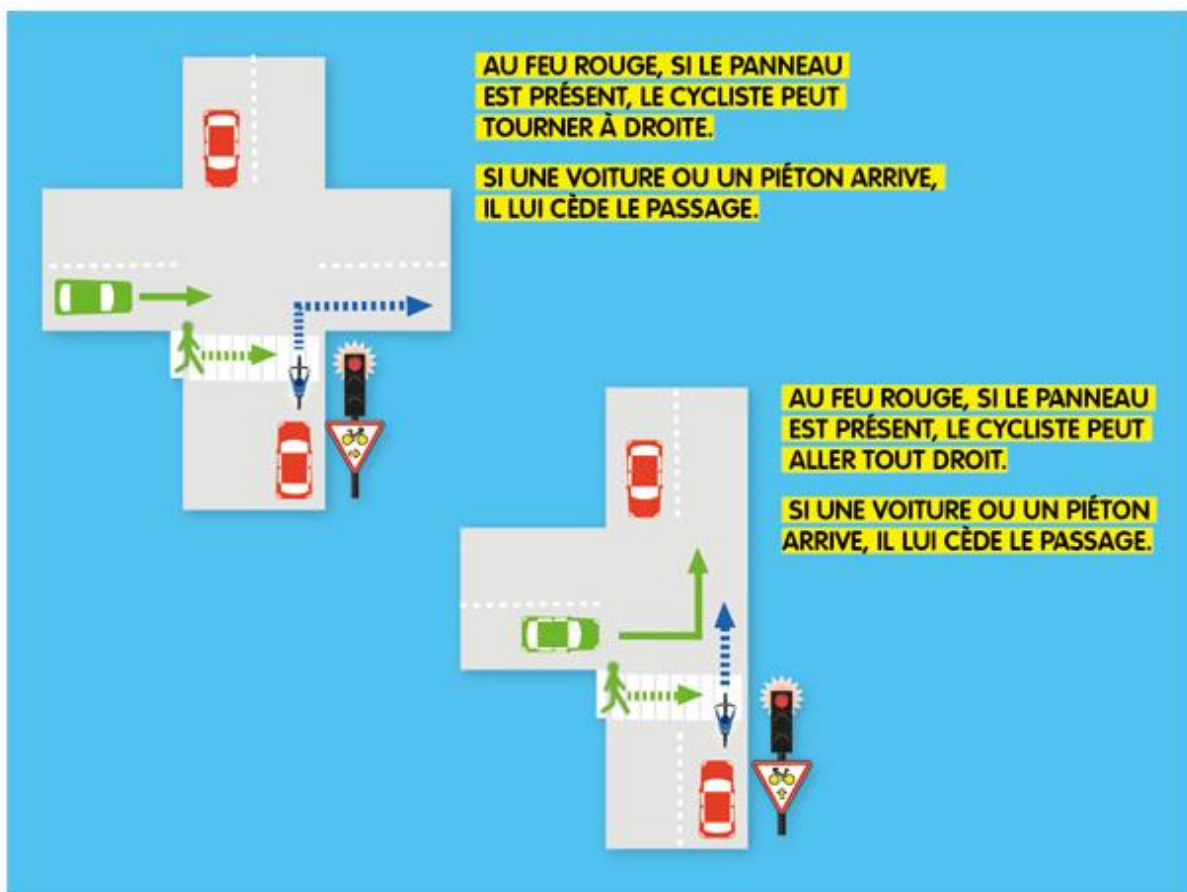 AU FEU ROUGE, SI LE PANNEAU
EST PRÉSENT, LE CYCLISTE PEUT
TOURNER À DROITE.
SI UNE VOITURE OU UN PIÉTON ARRIVE,
IL LUI CÈDE LE PASSAGE.
AU FEU ROUGE, SI LE PANNEAU
EST PRÉSENT, LE CYCLISTE PEUT
ALLER TOUT DROIT.
SI UNE VOITURE OU UN PIÉTON
ARRIVE, IL LUI CÈDE LE PASSAGE.